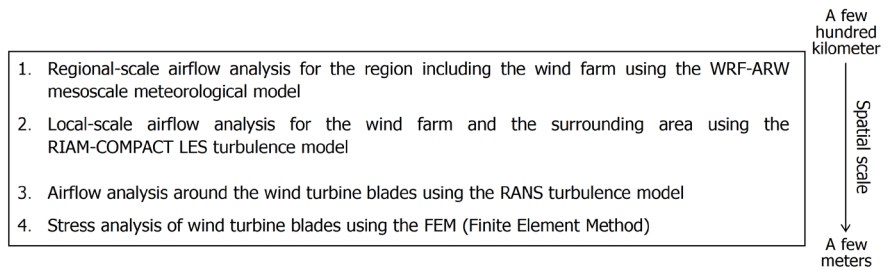 A few
hundred
kilometer
1. Regional-scale airflow analysis for the region including the wind farm using the WRF-ARW
mesoscale meteorological model
2. Local-scale airflow analysis for the wind farm and the surrounding area using the
RIAM-COMPACT LES turbulence model
3. Airflow analysis around the wind turbine blades using the RANS turbulence model
4. Stress analysis of wind turbine blades using the FEM (Finite Element Method)
Spatial scale
A few
meters